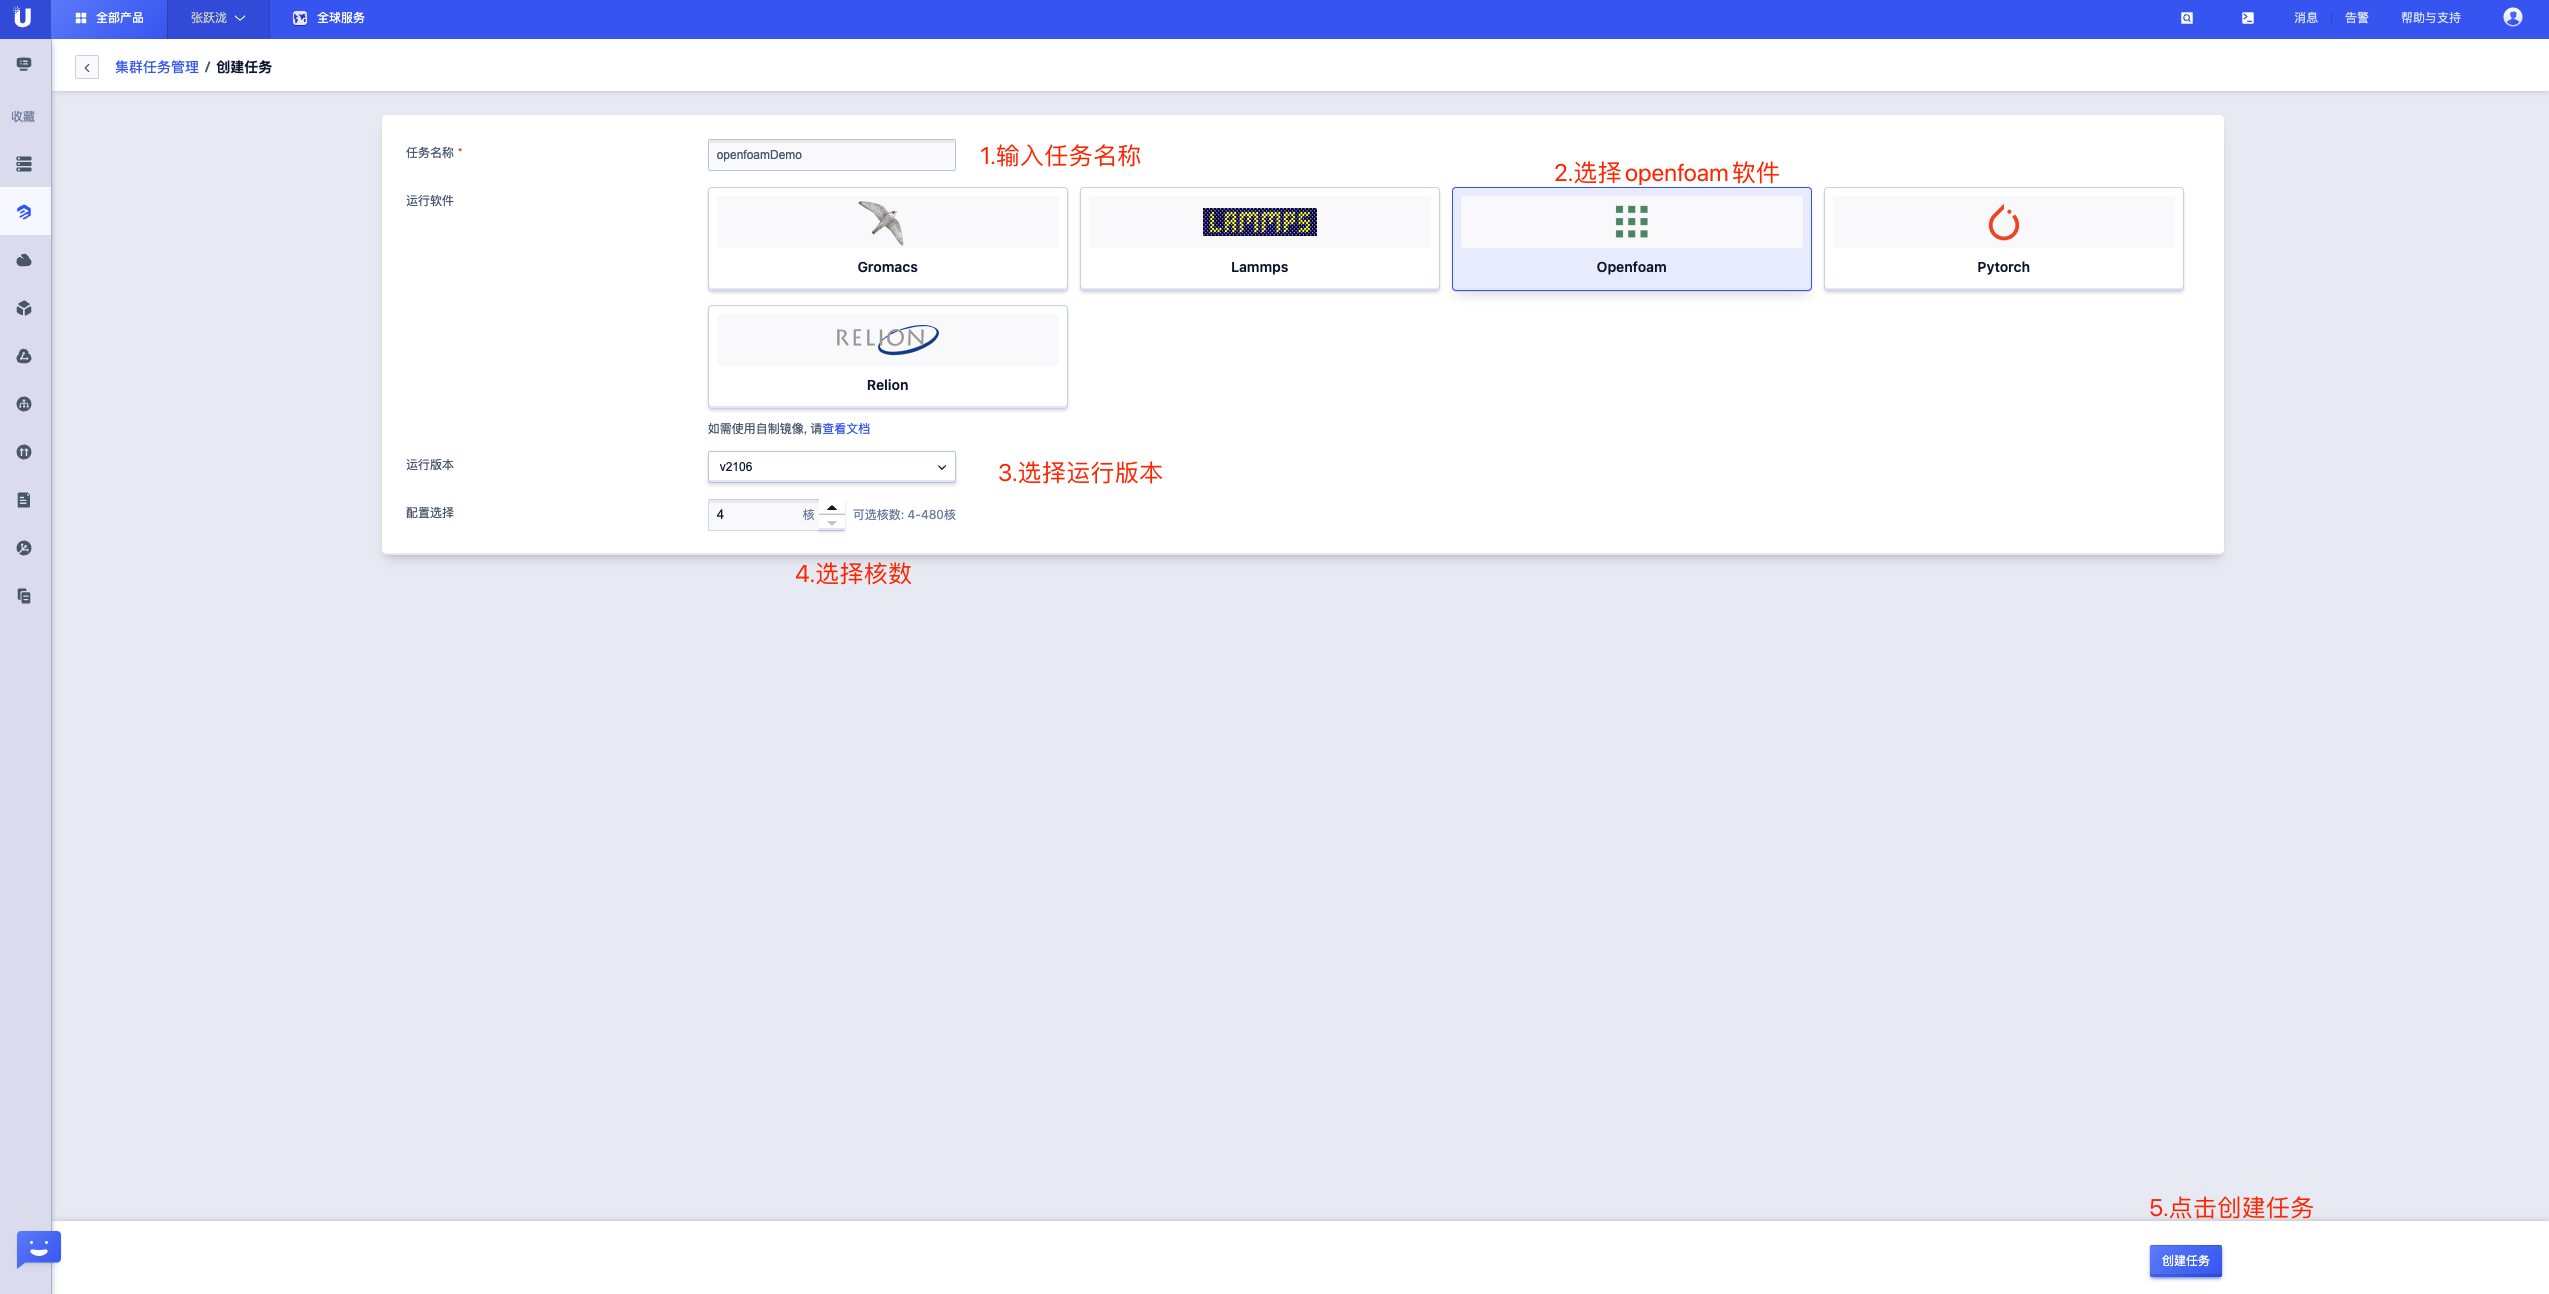 全部产品 张跃泷 全球服务 消息 告警 帮助与支持
集群任务管理 / 创建任务
收藏
任务名称 * openfoamDemo 1.输入任务名称
2.选择openfoam软件
运行软件
LAMMPS
Gromacs Lammps Openfoam Pytorch
RELION
Relion
如需使用自制镜像, 请查看文档
运行版本 v2106 3.选择运行版本
配置选择 4 核 可选核数: 4-480核
4.选择核数
5.点击创建任务
创建任务